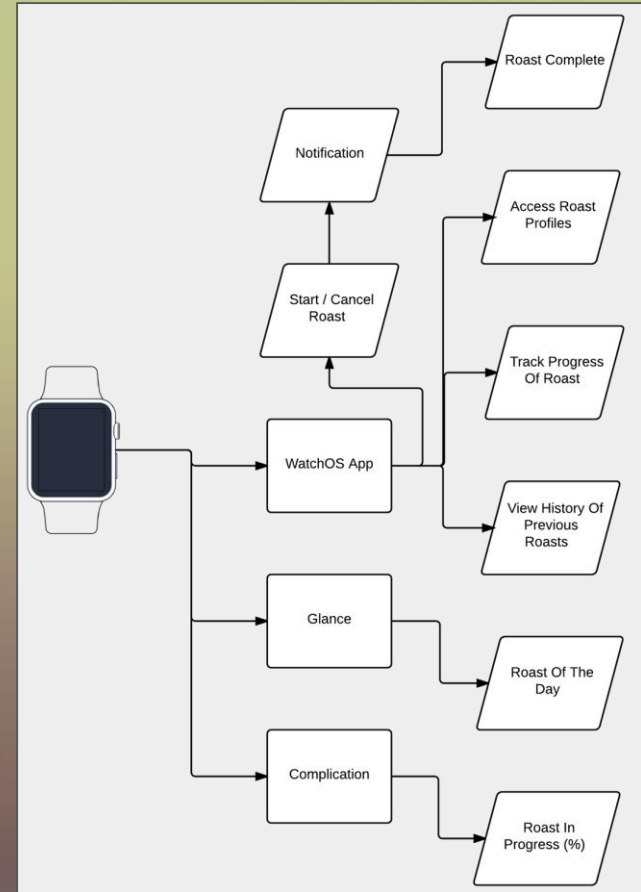 Roast Complete
Notification
Access Roast
Profiles
Start / Cancel
Roast
Track Progress
Of Roast
WatchOS App
View History Of
Previous
Roasts
Glance
Roast Of The
Day
Complication
Roast In
Progress (%)